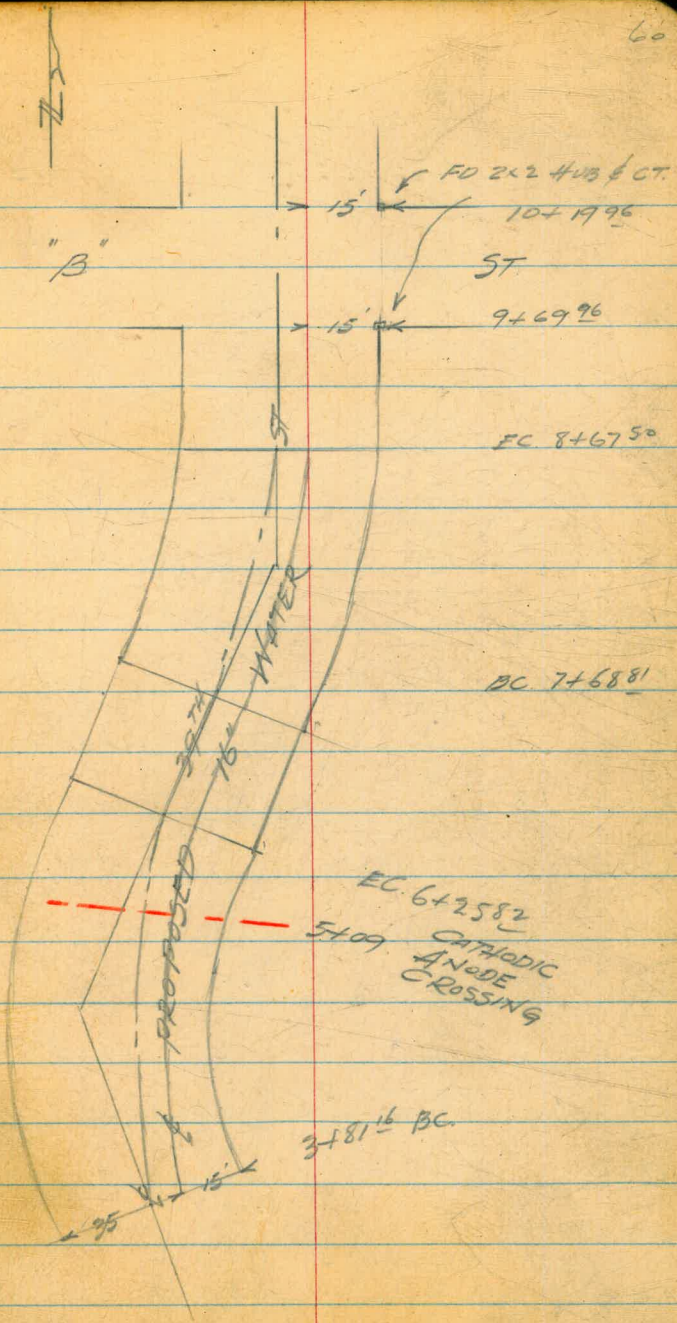 60
FD 2x2 HUB & CT.
15'
10+19 96
"B"
ST
15'
9+69 96
ST
EC 8+67 50
WATER
BC. 7+68 81
39TH
16"
EC. 6+25 82
5+09
CATHODIC
ANODE
CROSSING
PROPOSED
3+81 16 BC.
15'
35